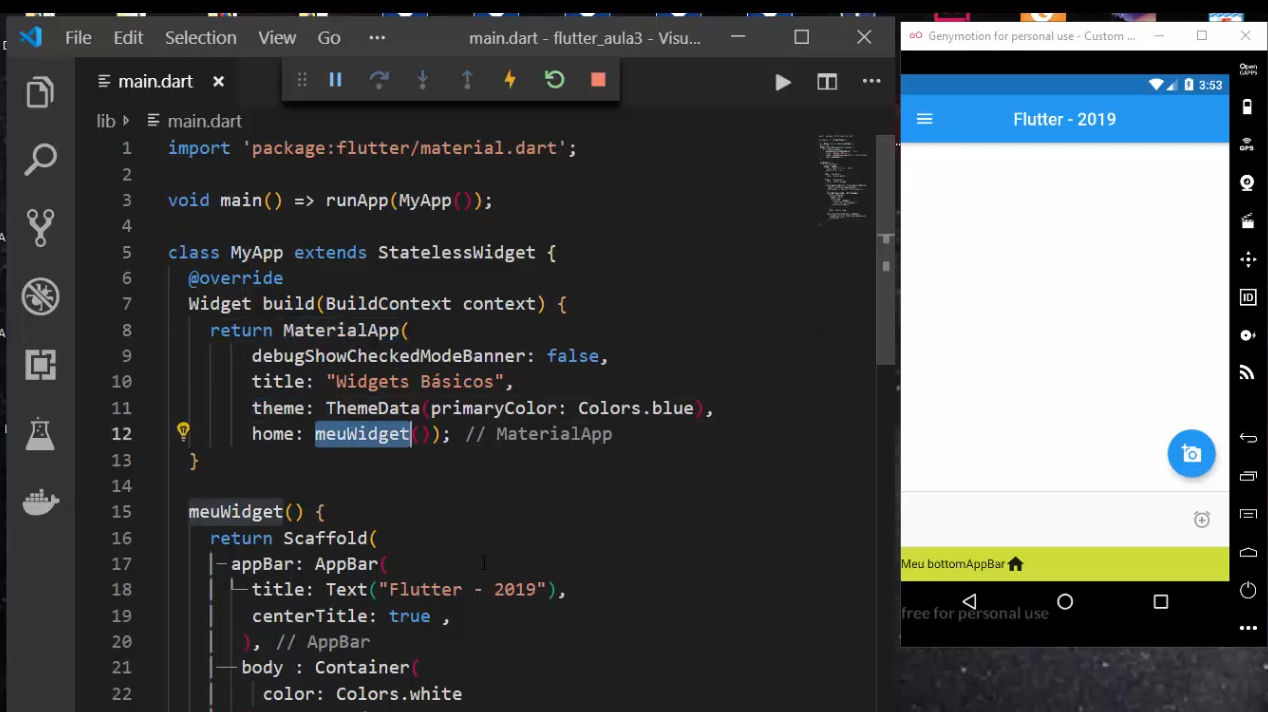 File Edit Selection View Go ··· main.dart - flutter_aula3 - Visu...
main.dart
lib main.dart
1 import 'package:flutter/material.dart';
2
3 void main() => runApp(MyApp());
4
5 class MyApp extends StatelessWidget {
6 @override
7 Widget build(BuildContext context) {
8 return MaterialApp(
9 debugShowCheckedModeBanner: false,
10 title: "Widgets Básicos",
11 theme: ThemeData(primaryColor: Colors.blue),
12 home: meuWidget()); // MaterialApp
13 }
14
15 meuWidget() {
16 return Scaffold(
17 appBar: AppBar(
18 title: Text("Flutter - 2019"),
19 centerTitle: true ,
20 ), // AppBar
21 body : Container(
22 color: Colors.white
Genymotion for personal use - Custom ...
3:53
Flutter - 2019
Meu bottomAppBar
free for personal use
Open
GAPPS
GPS
ID